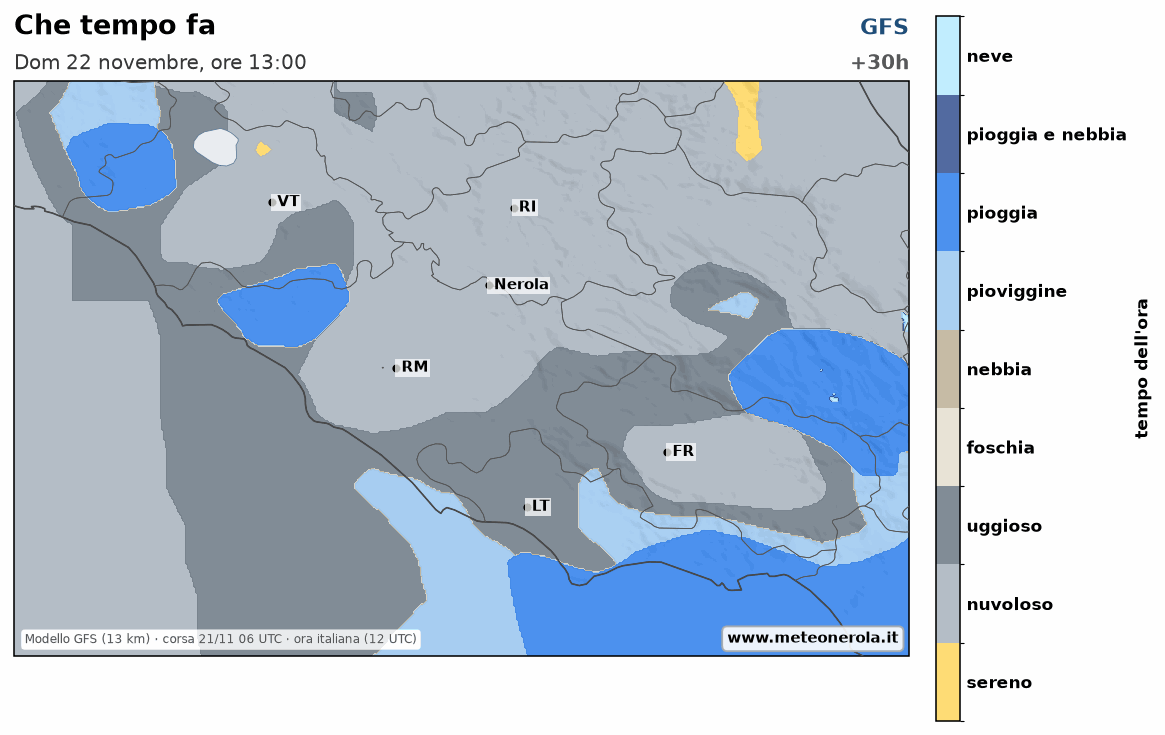 Che tempo fa
GFS
Dom 22 novembre, ore 13:00
+30h
VT
RI
Nerola
RM
FR
LT
Modello GFS (13 km) · corsa 21/11 06 UTC · ora italiana (12 UTC)
www.meteonerola.it
neve
pioggia e nebbia
pioggia
pioviggine
nebbia
foschia
uggioso
nuvoloso
sereno
tempo dell'ora